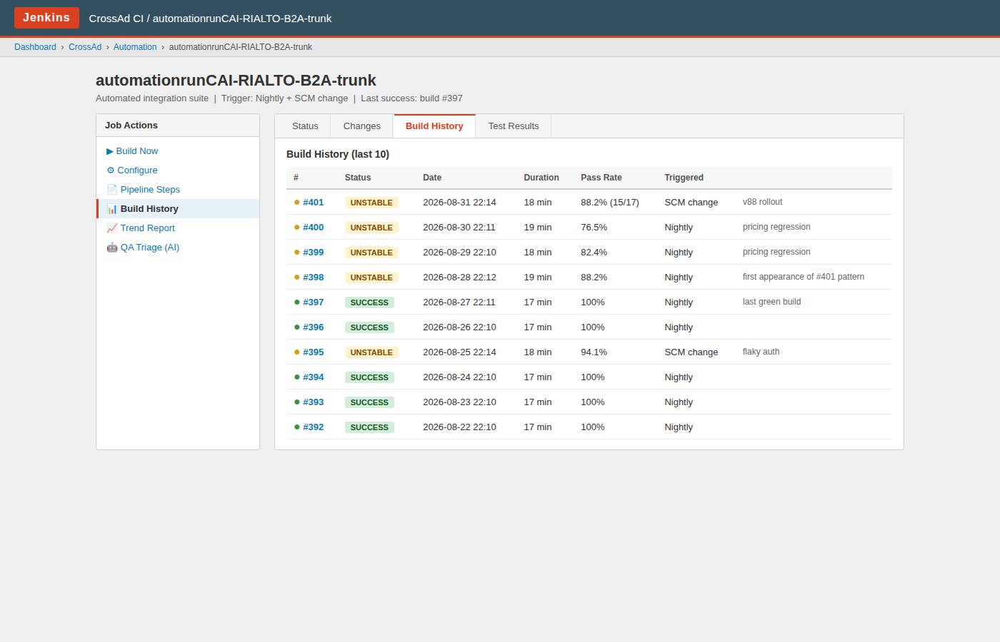 Jenkins CrossAd CI / automationrunCAI-RIALTO-B2A-trunk
Dashboard › CrossAd › Automation › automationrunCAI-RIALTO-B2A-trunk
automationrunCAI-RIALTO-B2A-trunk
Automated integration suite | Trigger: Nightly + SCM change | Last success: build #397
Job Actions
▶ Build Now
⚙ Configure
📄 Pipeline Steps
📊 Build History
📈 Trend Report
🤖 QA Triage (AI)
Status Changes Build History Test Results
Build History (last 10)
# Status Date Duration Pass Rate Triggered
● #401 UNSTABLE 2026-08-31 22:14 18 min 88.2% (15/17) SCM change v88 rollout
● #400 UNSTABLE 2026-08-30 22:11 19 min 76.5% Nightly pricing regression
● #399 UNSTABLE 2026-08-29 22:10 18 min 82.4% Nightly pricing regression
● #398 UNSTABLE 2026-08-28 22:12 19 min 88.2% Nightly first appearance of #401 pattern
● #397 SUCCESS 2026-08-27 22:11 17 min 100% Nightly last green build
● #396 SUCCESS 2026-08-26 22:10 17 min 100% Nightly
● #395 UNSTABLE 2026-08-25 22:14 18 min 94.1% SCM change flaky auth
● #394 SUCCESS 2026-08-24 22:10 17 min 100% Nightly
● #393 SUCCESS 2026-08-23 22:10 17 min 100% Nightly
● #392 SUCCESS 2026-08-22 22:10 17 min 100% Nightly